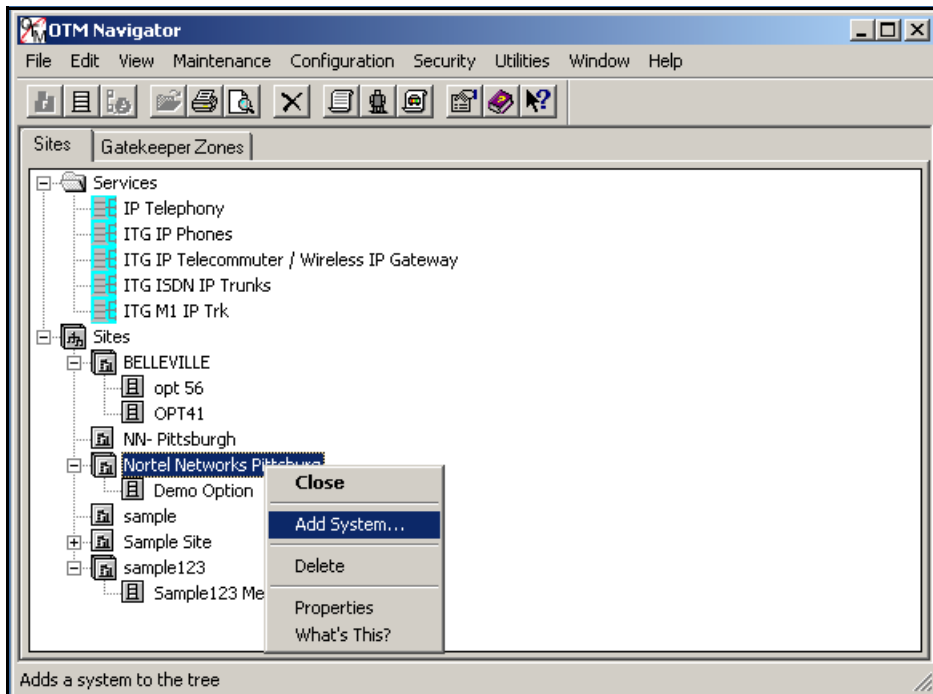 OTM Navigator
File Edit View Maintenance Configuration Security Utilities Window Help
Sites Gatekeeper Zones
Services
IP Telephony
ITG IP Phones
ITG IP Telecommuter / Wireless IP Gateway
ITG ISDN IP Trunks
ITG M1 IP Trk
Sites
BELLEVILLE
opt 56
OPT41
NN- Pittsburgh
Nortel Networks Pittsburg
Close
Demo Option
Add System...
sample
Sample Site
Delete
sample123
Sample123 Me
Properties
What's This?
Adds a system to the tree